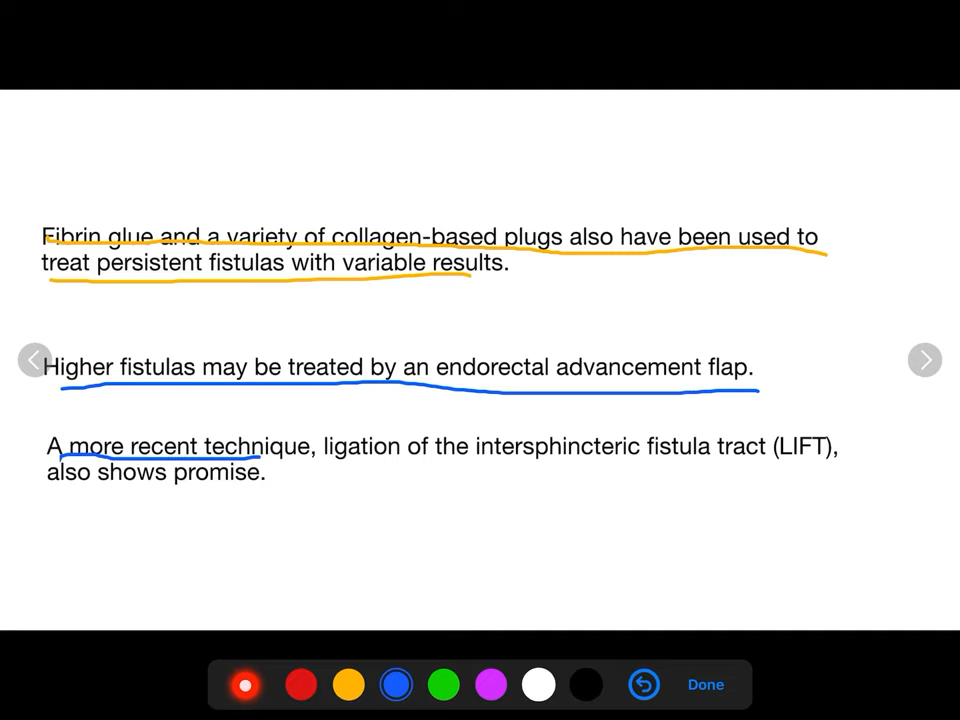 Fibrin glue and a variety of collagen-based plugs also have been used to
treat persistent fistulas with variable results.
Higher fistulas may be treated by an endorectal advancement flap.
A more recent technique, ligation of the intersphincteric fistula tract (LIFT),
also shows promise.
Done